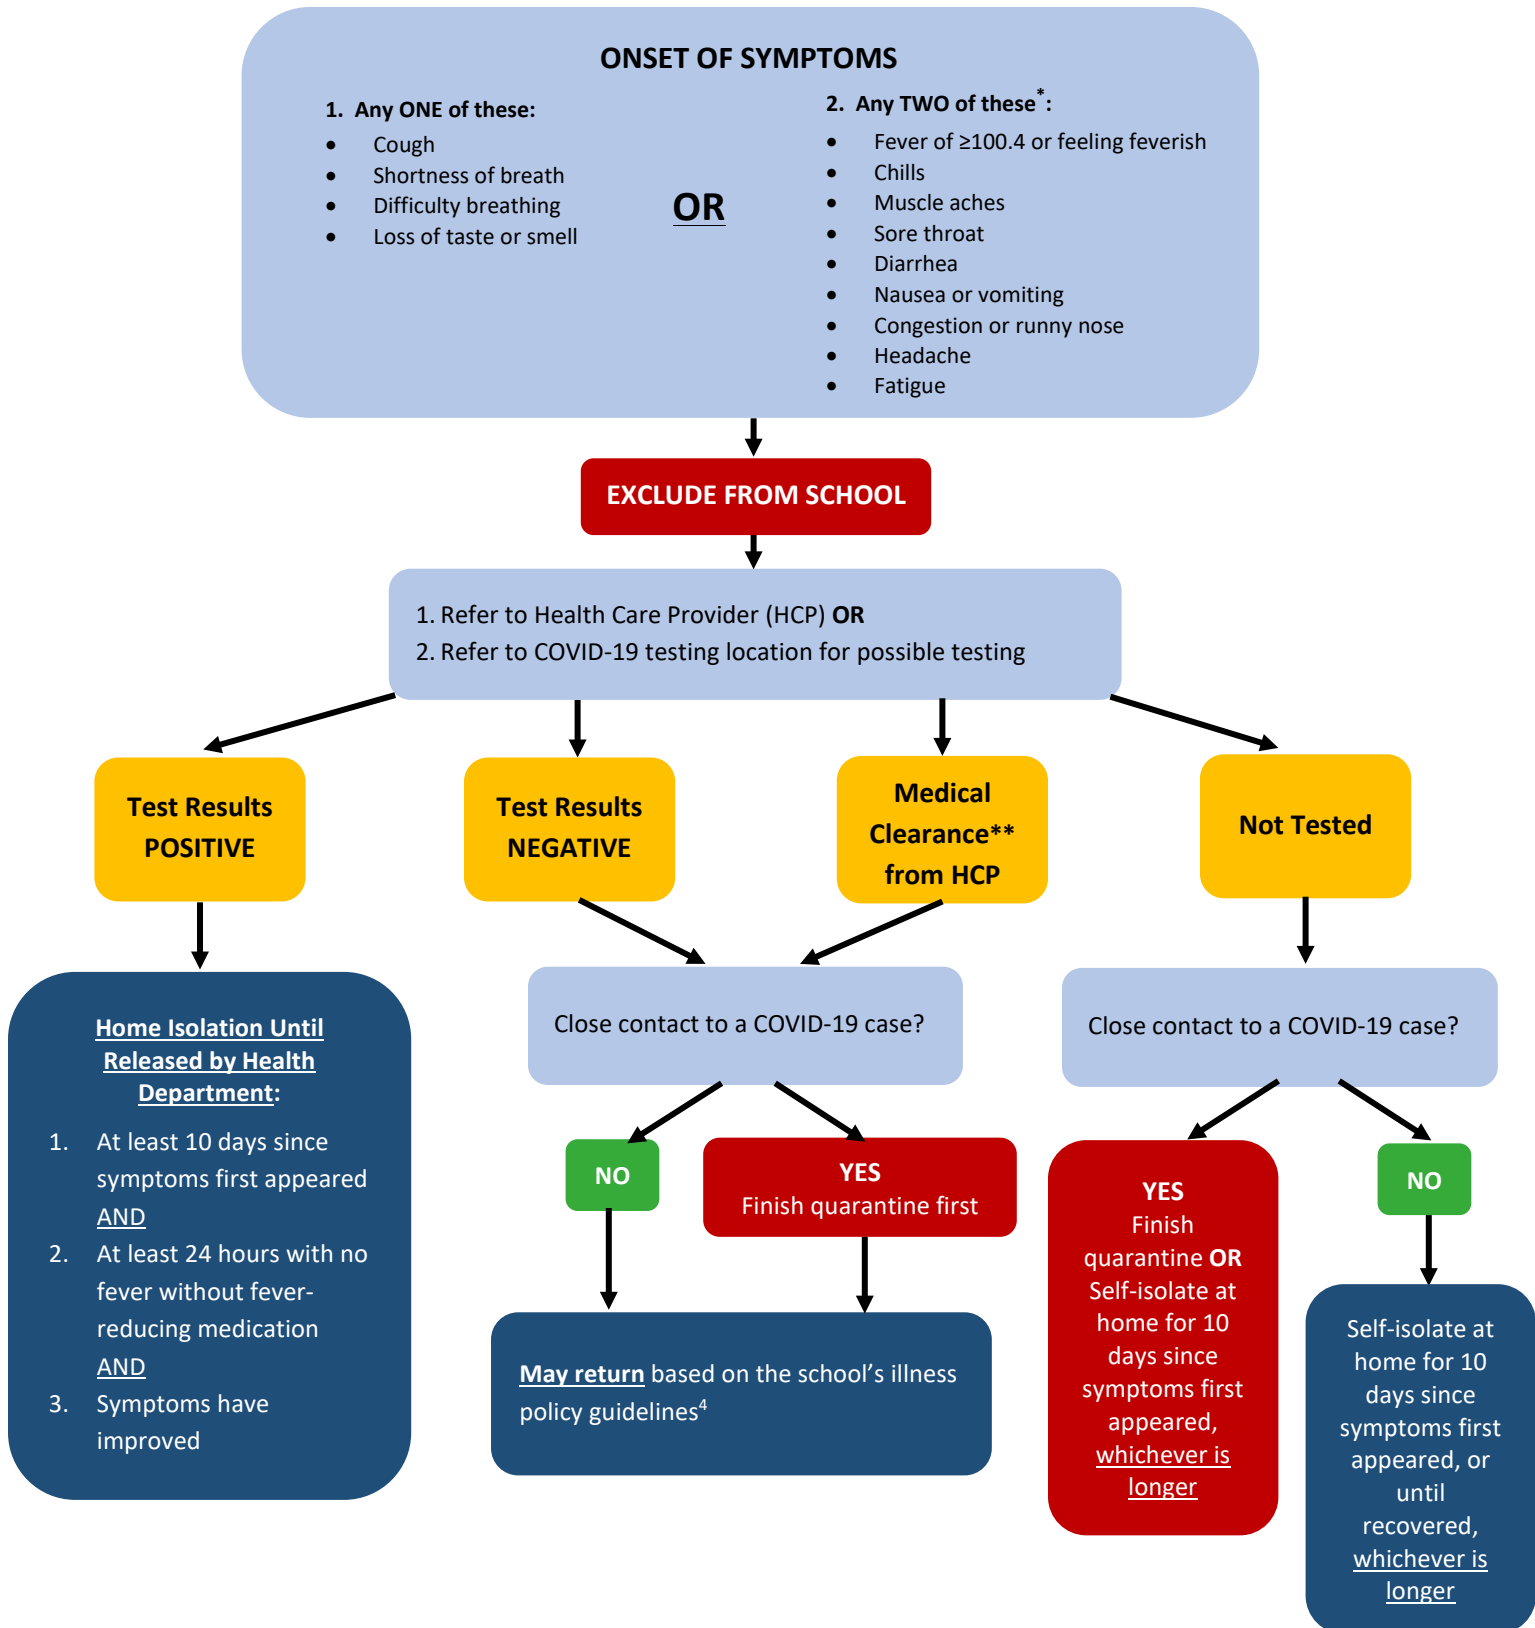 ONSET OF SYMPTOMS
1. Any ONE of these:
• Cough
• Shortness of breath
• Difficulty breathing
• Loss of taste or smell
OR
2. Any TWO of these*:
• Fever of ≥100.4 or feeling feverish
• Chills
• Muscle aches
• Sore throat
• Diarrhea
• Nausea or vomiting
• Congestion or runny nose
• Headache
• Fatigue
EXCLUDE FROM SCHOOL
1. Refer to Health Care Provider (HCP) OR
2. Refer to COVID-19 testing location for possible testing
Test Results
POSITIVE
Test Results
NEGATIVE
Medical
Clearance**
from HCP
Not Tested
Home Isolation Until
Released by Health
Department:
1. At least 10 days since
symptoms first appeared
AND
2. At least 24 hours with no
fever without fever-
reducing medication
AND
3. Symptoms have
improved
Close contact to a COVID-19 case?
NO
YES
Finish quarantine first
May return based on the school's illness
policy guidelines4
Close contact to a COVID-19 case?
YES
Finish
quarantine OR
Self-isolate at
home for 10
days since
symptoms first
appeared,
whichever is
longer
NO
Self-isolate at
home for 10
days since
symptoms first
appeared, or
until
recovered,
whichever is
longer